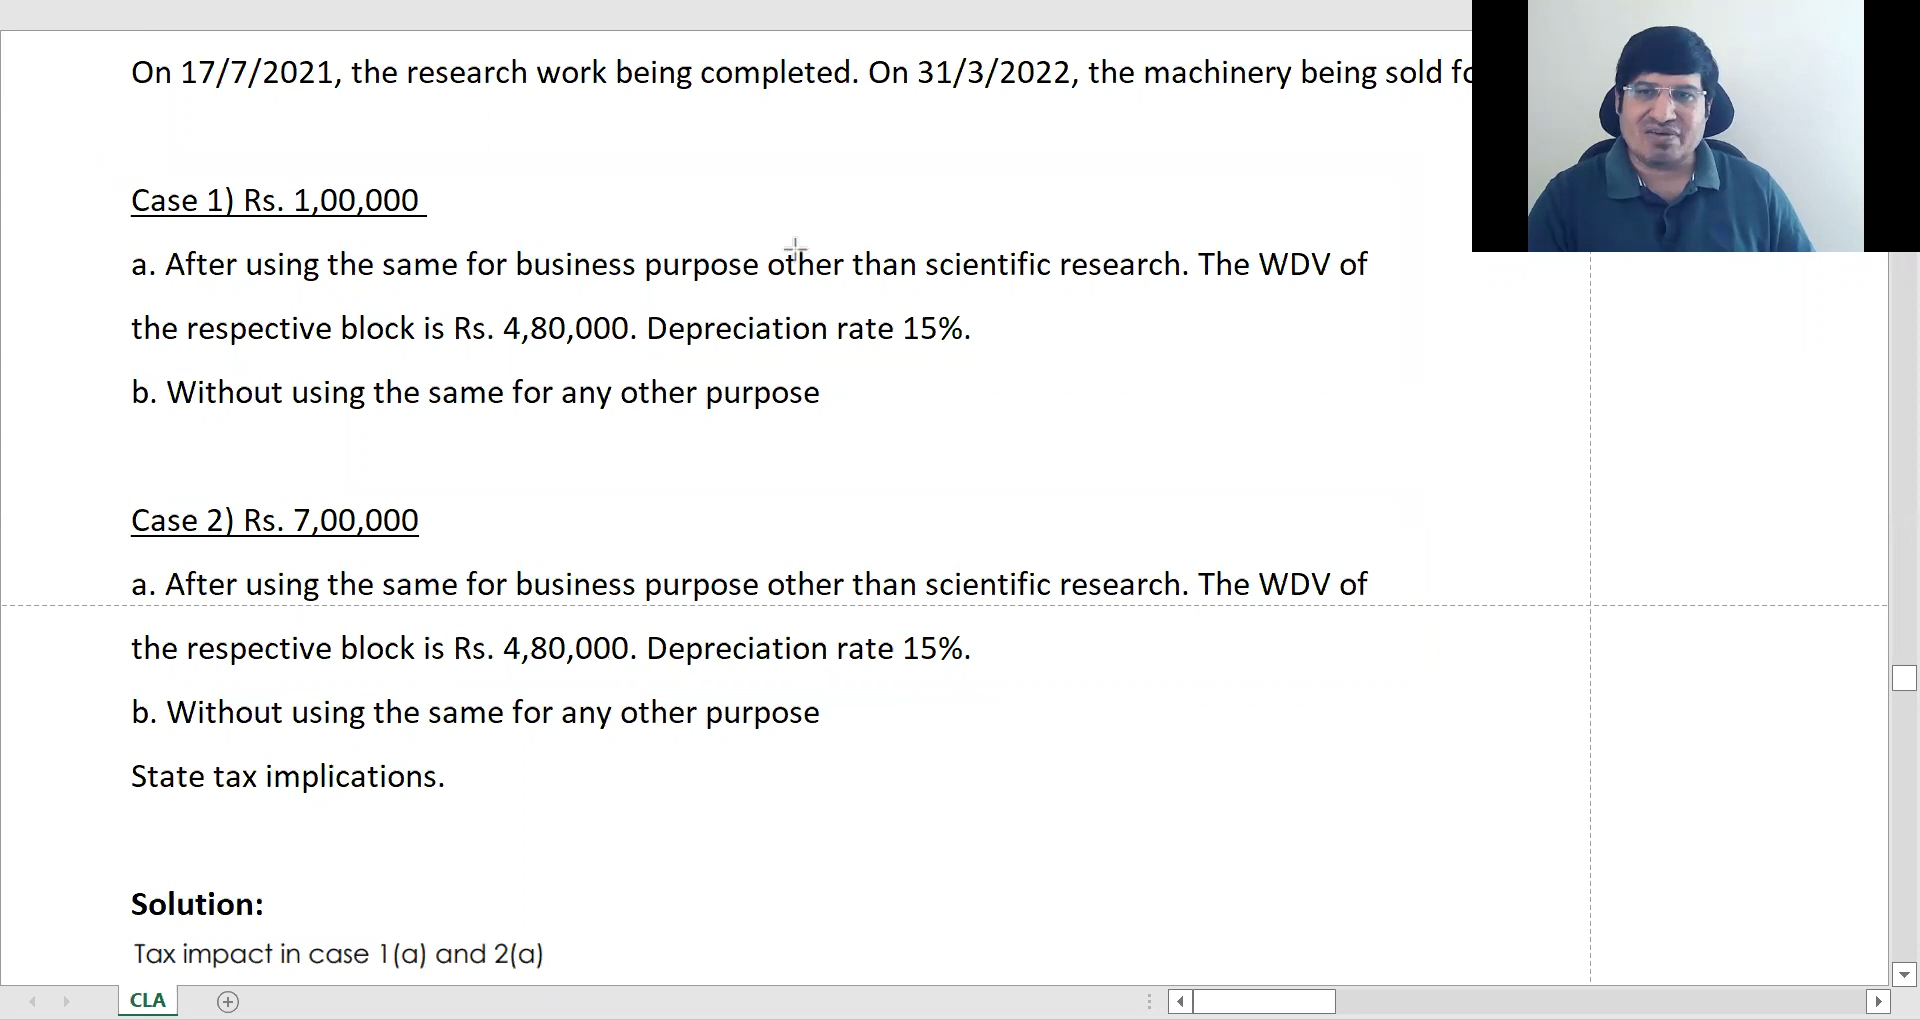 On 17/7/2021, the research work being completed. On 31/3/2022, the machinery being sold
Case 1) Rs. 1,00,000
a. After using the same for business purpose other than scientific research. The WDV of
the respective block is Rs. 4,80,000. Depreciation rate 15%.
b. Without using the same for any other purpose
Case 2) Rs. 7,00,000
a. After using the same for business purpose other than scientific research. The WDV of
the respective block is Rs. 4,80,000. Depreciation rate 15%.
b. Without using the same for any other purpose
State tax implications.
Solution:
Tax impact in case 1(a) and 2(a)
CLA